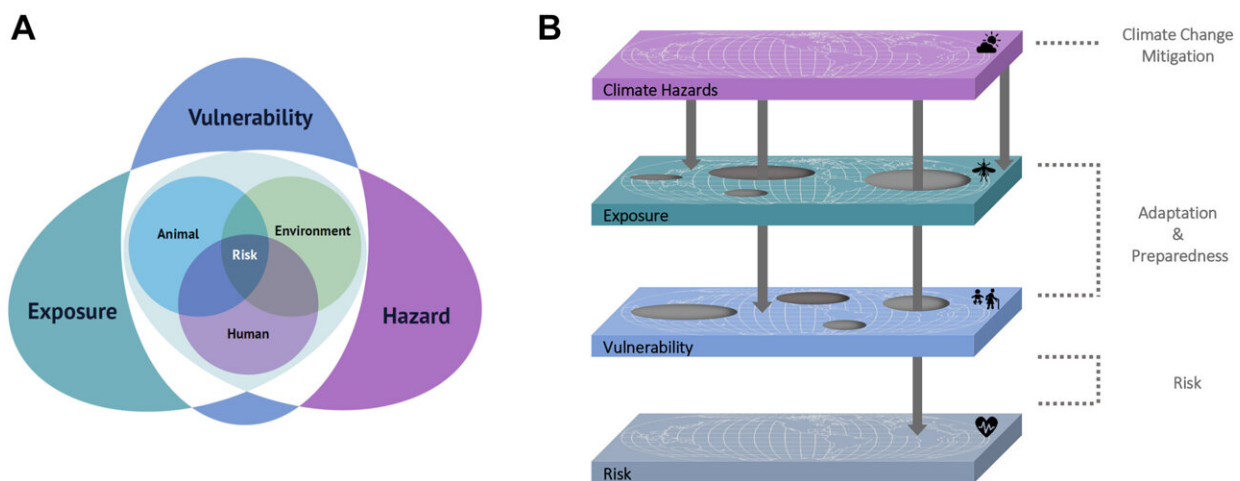 A
Vulnerability
Animal
Environment
Risk
Exposure
Hazard
Human
B
Climate Hazards
Climate Change
Mitigation
Exposure
Adaptation
&
Preparedness
Vulnerability
Risk
Risk